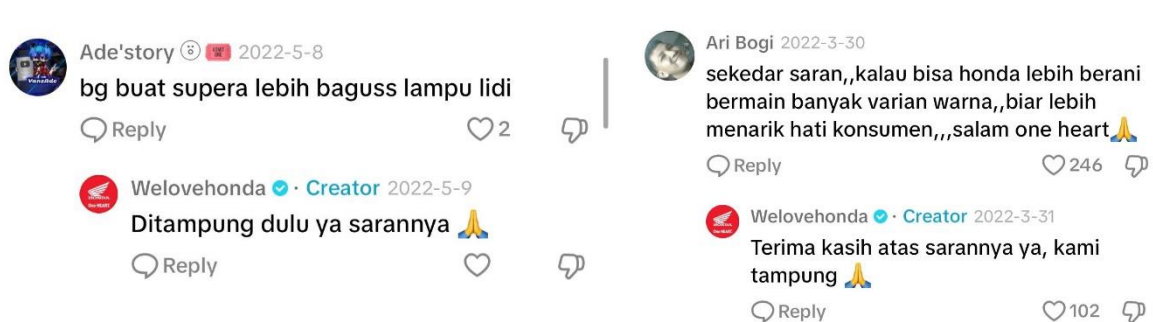 Ade'story 2022-5-8
bg buat supera lebih baguss lampu lidi
Reply 2
Welovehonda · Creator 2022-5-9
Ditampung dulu ya sarannya 🙏
Reply
Ari Bogi 2022-3-30
sekedar saran,,kalau bisa honda lebih berani
bermain banyak varian warna,,biar lebih
menarik hati konsumen,,,salam one heart🙏
Reply 246
Welovehonda · Creator 2022-3-31
Terima kasih atas sarannya ya, kami
tampung 🙏
Reply 102